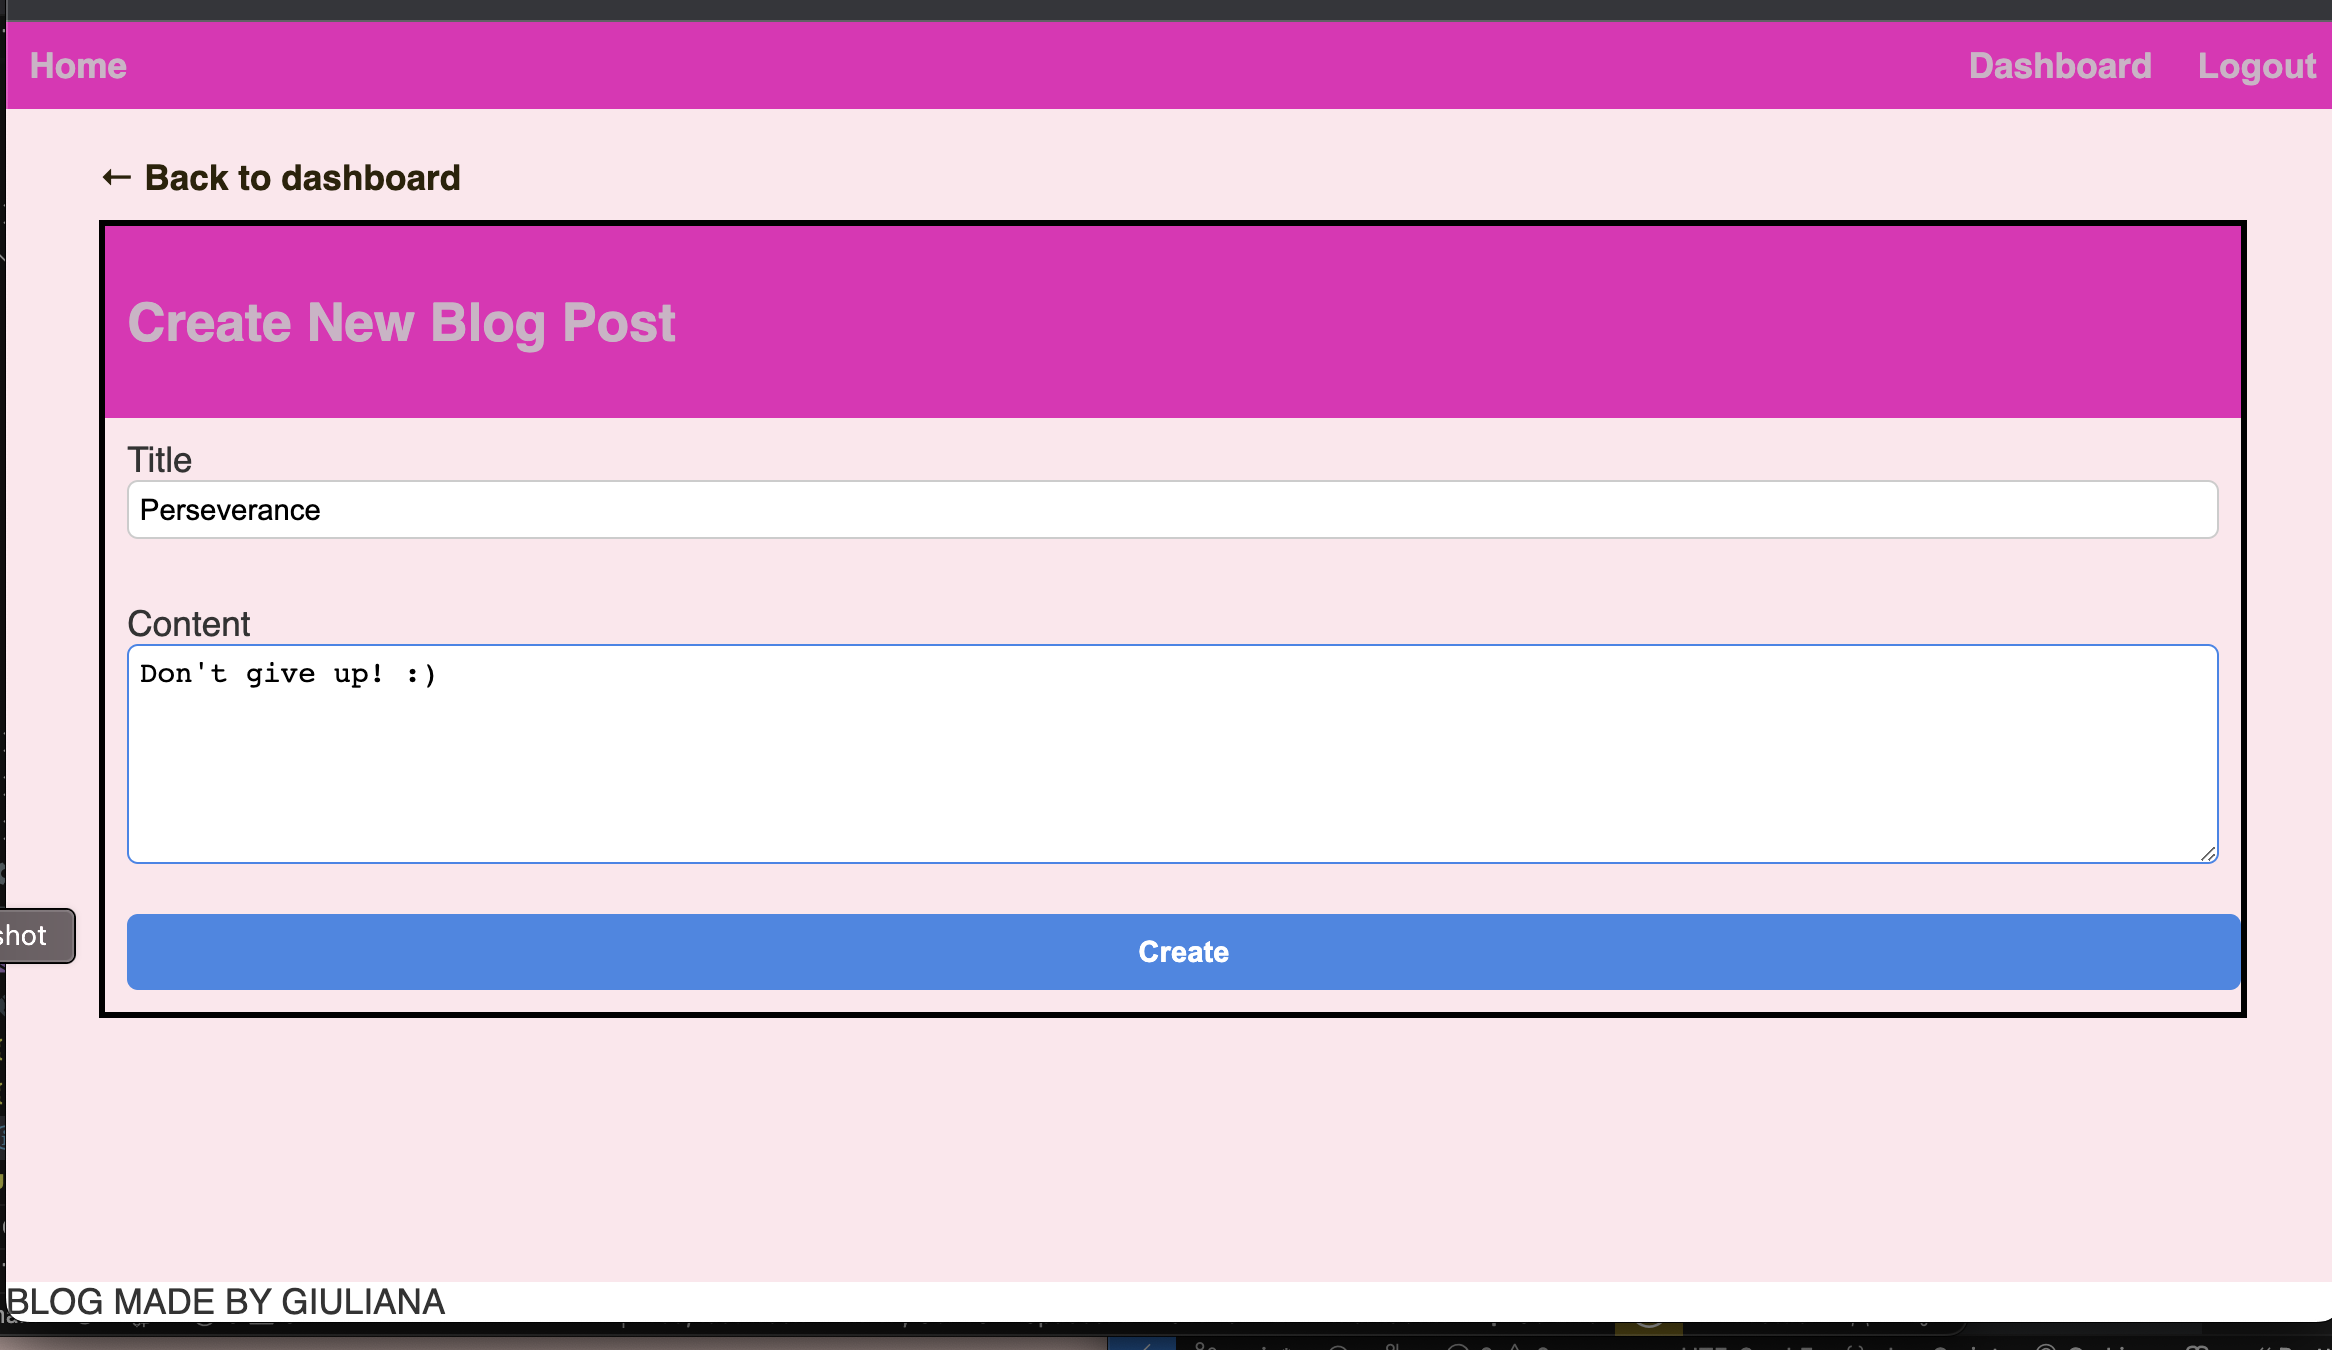 Home Dashboard Logout
← Back to dashboard
Create New Blog Post
Title
Perseverance
Content
Don't give up! :)
shot
Create
BLOG MADE BY GIULIANA